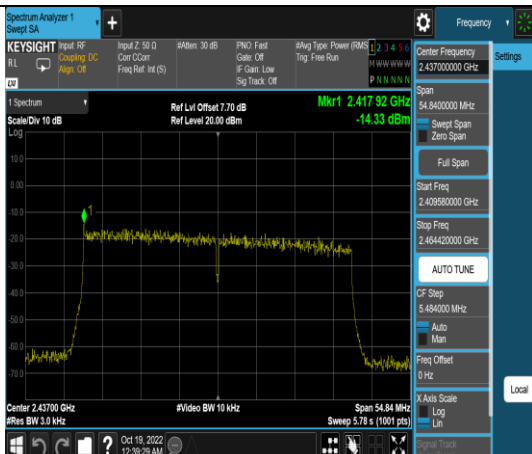 Spectrum Analyzer 1
Swept SA
Frequency
KEYSIGHT
Input: RF
Input Z: 50 Ω
#Atten: 30 dB
PNO: Fast
#Avg Type: Power (RMS
1 2 3 4 5 6
RL
Coupling: DC
Corr CCorr
Gate: Off
Trig: Free Run
M W W W W W
Align: Off
Freq Ref: Int (S)
IF Gain: Low
Sig Track: Off
P N N N N N
LXI
Center Frequency
2.437000000 GHz
Settings
Span
54.8400000 MHz
Swept Span
Zero Span
Full Span
Start Freq
2.409580000 GHz
Stop Freq
2.464420000 GHz
AUTO TUNE
CF Step
5.484000 MHz
Auto
Man
Freq Offset
0 Hz
X Axis Scale
Log
Lin
Signal Track
Local
1 Spectrum
Scale/Div 10 dB
Ref Lvl Offset 7.70 dB
Ref Level 20.00 dBm
Mkr1 2.417 92 GHz
-14.33 dBm
Log
10.0
0.00
-10.0
1
-20.0
-30.0
-40.0
-50.0
-60.0
-70.0
Center 2.43700 GHz
#Video BW 10 kHz
Span 54.84 MHz
#Res BW 3.0 kHz
Sweep 5.78 s (1001 pts)
Oct 19, 2022
12:39:29 AM